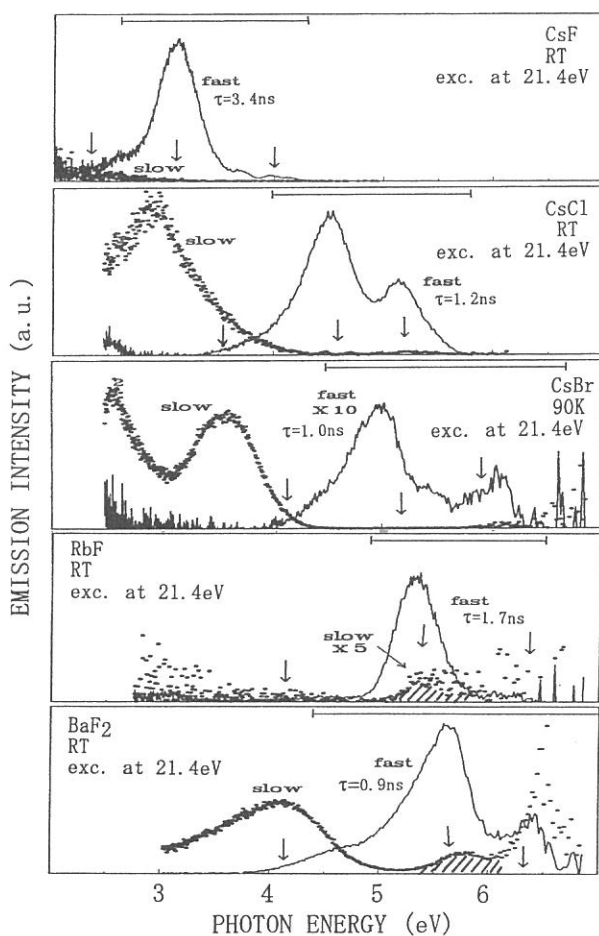 EMISSION INTENSITY (a.u.)
CsF
RT
exc. at 21.4eV
fast
τ=3.4ns
slow
CsCl
RT
exc. at 21.4eV
slow
fast
τ=1.2ns
CsBr
90K
exc. at 21.4eV
slow
fast
X 10
τ=1.0ns
RbF
RT
exc. at 21.4eV
fast
τ=1.7ns
slow
X 5
BaF2
RT
exc. at 21.4eV
fast
τ=0.9ns
slow
3 4 5 6
PHOTON ENERGY (eV)